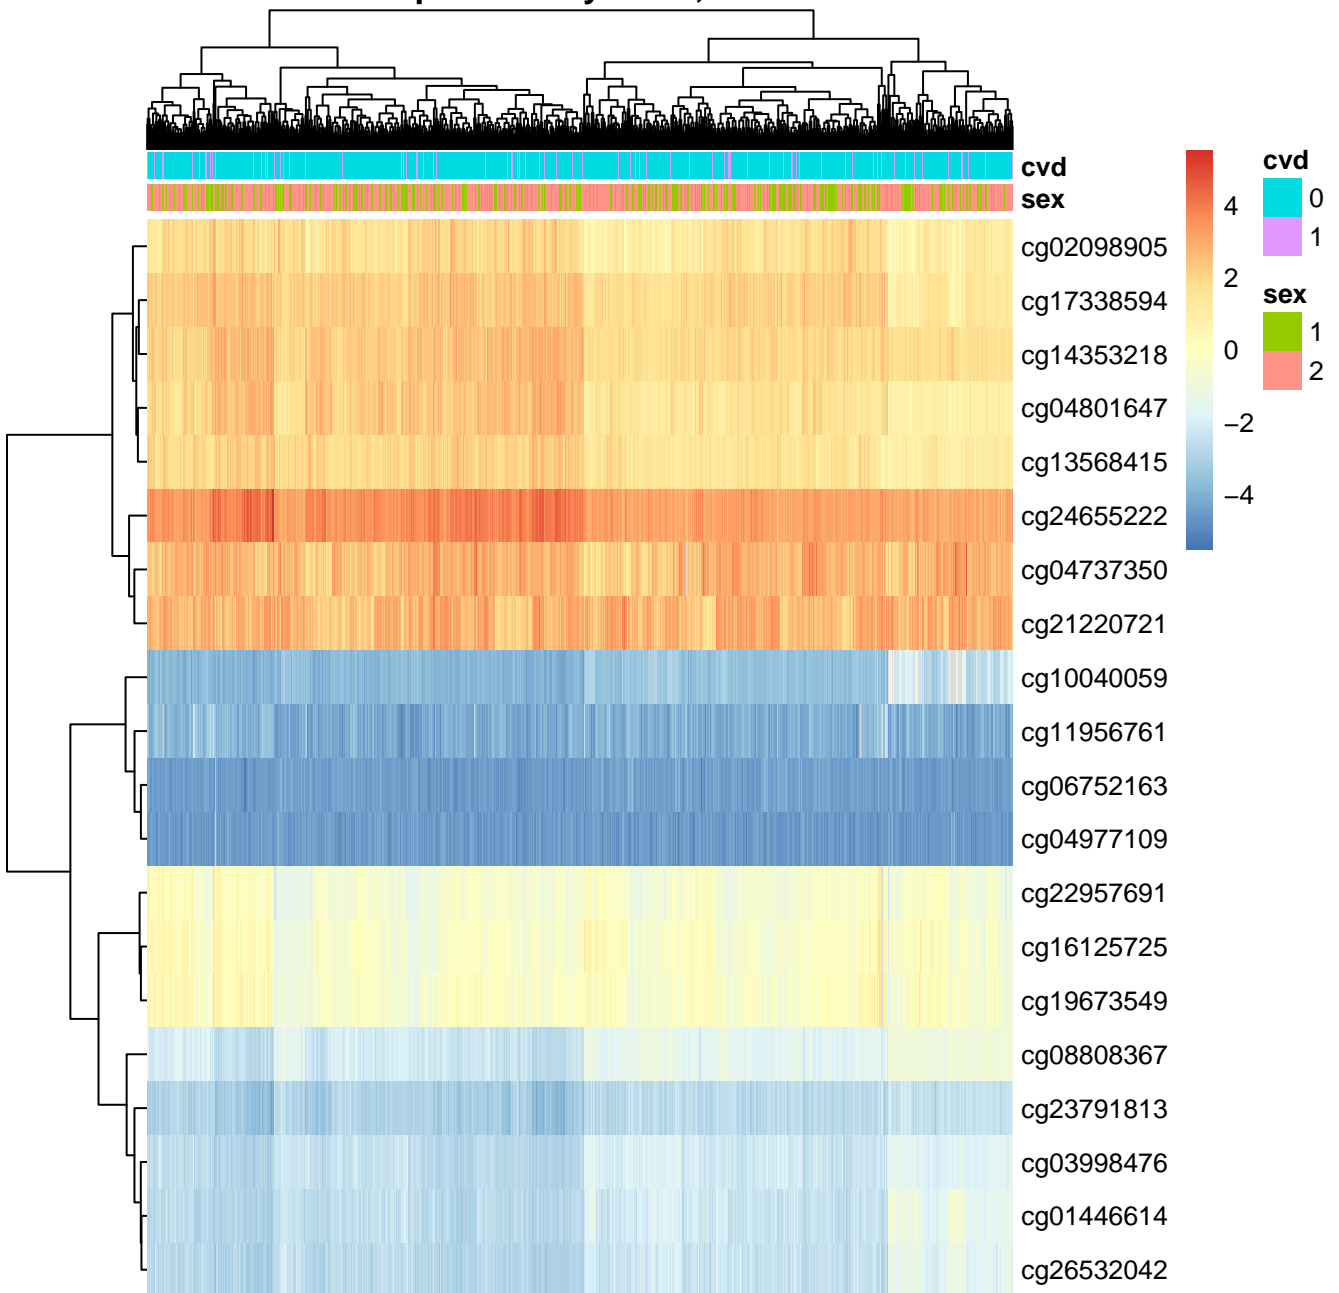 cvd
sex
cg02098905
cg17338594
cg14353218
cg04801647
cg13568415
cg24655222
cg04737350
cg21220721
cg10040059
cg11956761
cg06752163
cg04977109
cg22957691
cg16125725
cg19673549
cg08808367
cg23791813
cg03998476
cg01446614
cg26532042
4
2
0
−2
−4
cvd
0
1
sex
1
2